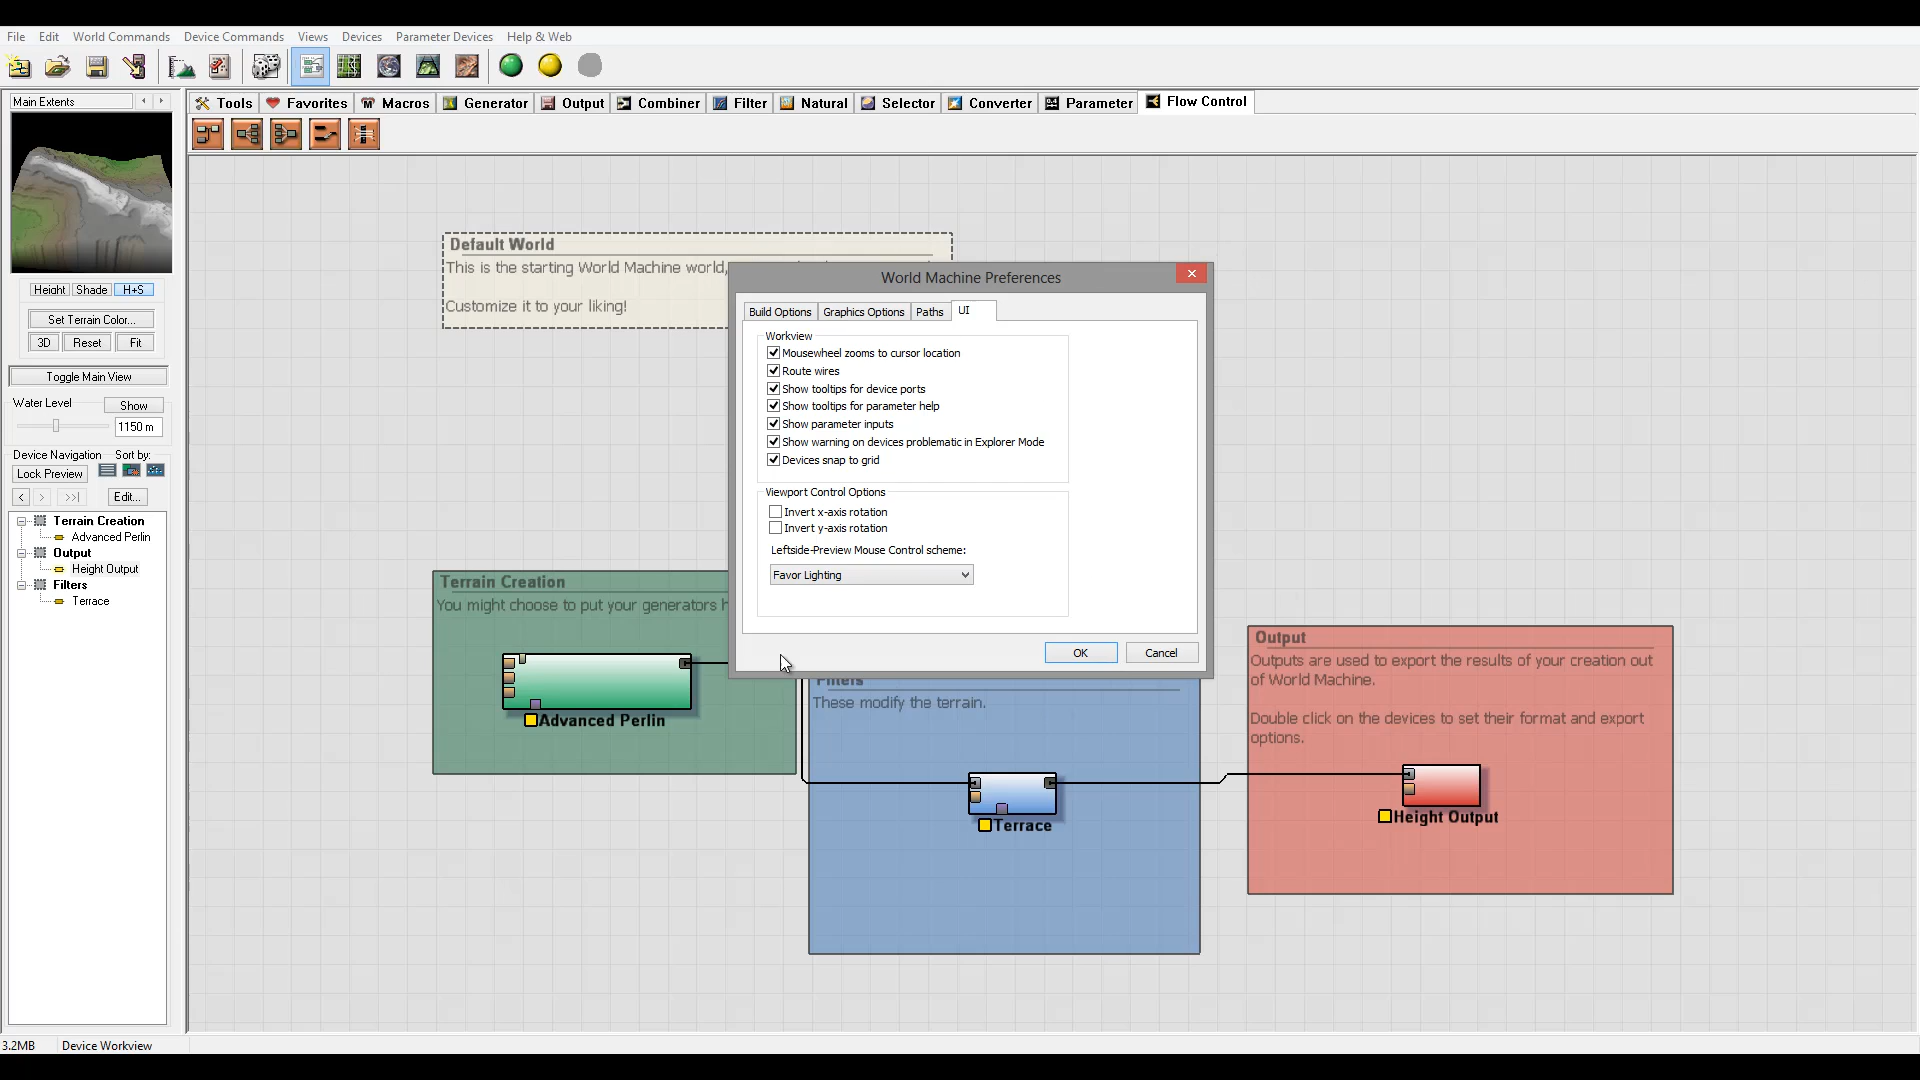 File Edit World Commands Device Commands Views Devices Parameter Devices Help & Web
Main Extents
Tools Favorites Macros Generator Output Combiner Filter Natural Selector Converter Parameter Flow Control
Height Shade H+S
Set Terrain Color...
3D Reset Fit
Toggle Main View
Water Level Show
1150 m
Device Navigation Sort by:
Lock Preview
< > >>| Edit...
Terrain Creation
Advanced Perlin
Output
Height Output
Filters
Terrace
Default World
This is the starting World Machine world,
Customize it to your liking!
World Machine Preferences
Build Options Graphics Options Paths UI
Workview
Mousewheel zooms to cursor location
Route wires
Show tooltips for device ports
Show tooltips for parameter help
Show parameter inputs
Show warning on devices problematic in Explorer Mode
Devices snap to grid
Viewport Control Options
Invert x-axis rotation
Invert y-axis rotation
Leftside-Preview Mouse Control scheme:
Favor Lighting
OK Cancel
Terrain Creation
You might choose to put your generators
Advanced Perlin
Filters
These modify the terrain.
Terrace
Output
Outputs are used to export the results of your creation out
of World Machine.
Double click on the devices to set their format and export
options.
Height Output
3.2MB Device Workview